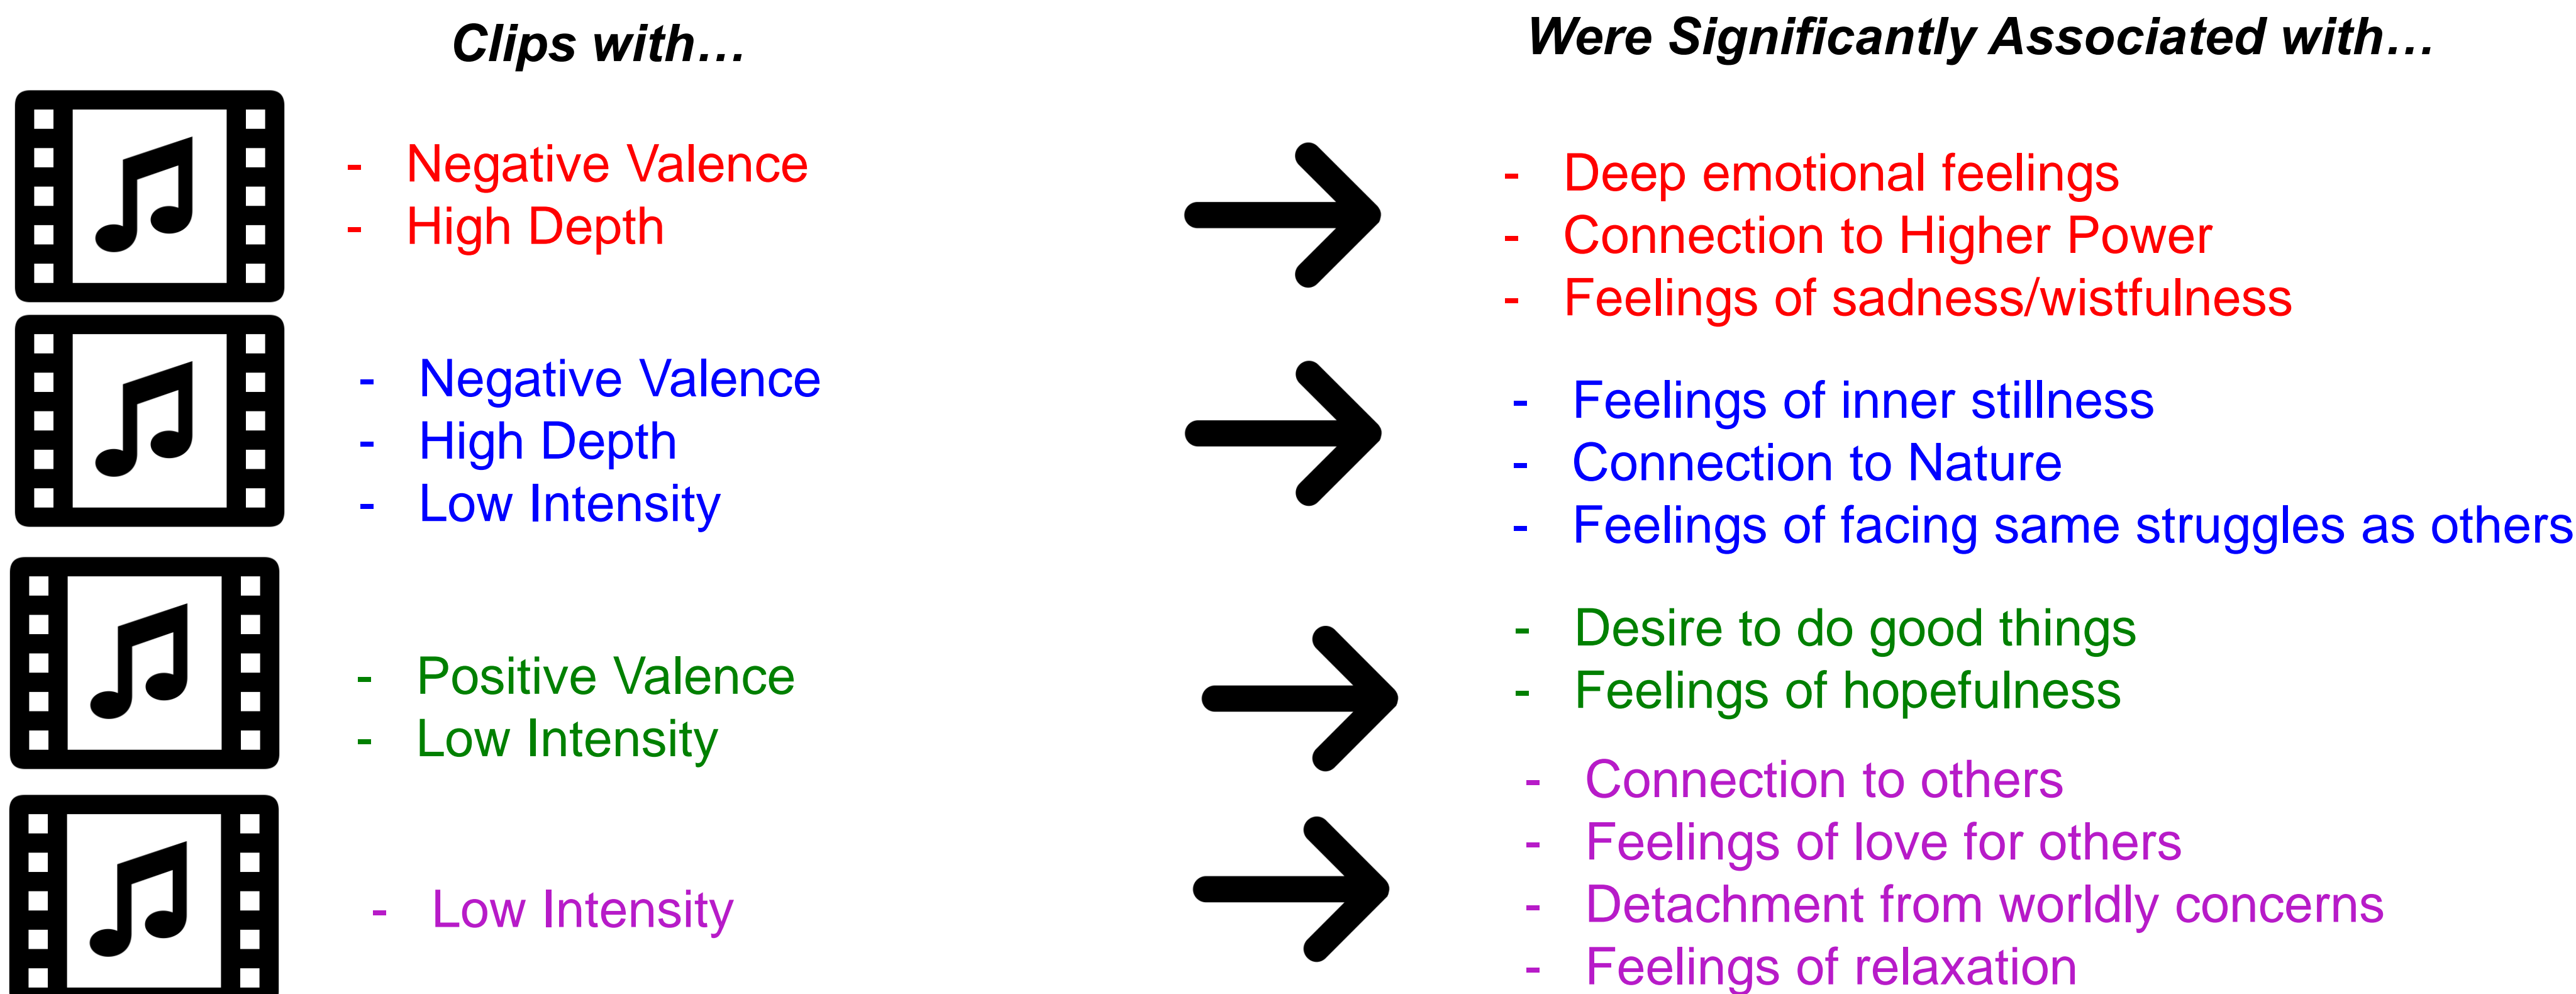 Clips with…
Were Significantly Associated with…
- Negative Valence
- High Depth
- Deep emotional feelings
- Connection to Higher Power
- Feelings of sadness/wistfulness
- Negative Valence
- High Depth
- Low Intensity
- Feelings of inner stillness
- Connection to Nature
- Feelings of facing same struggles as others
- Positive Valence
- Low Intensity
- Desire to do good things
- Feelings of hopefulness
- Low Intensity
- Connection to others
- Feelings of love for others
- Detachment from worldly concerns
- Feelings of relaxation